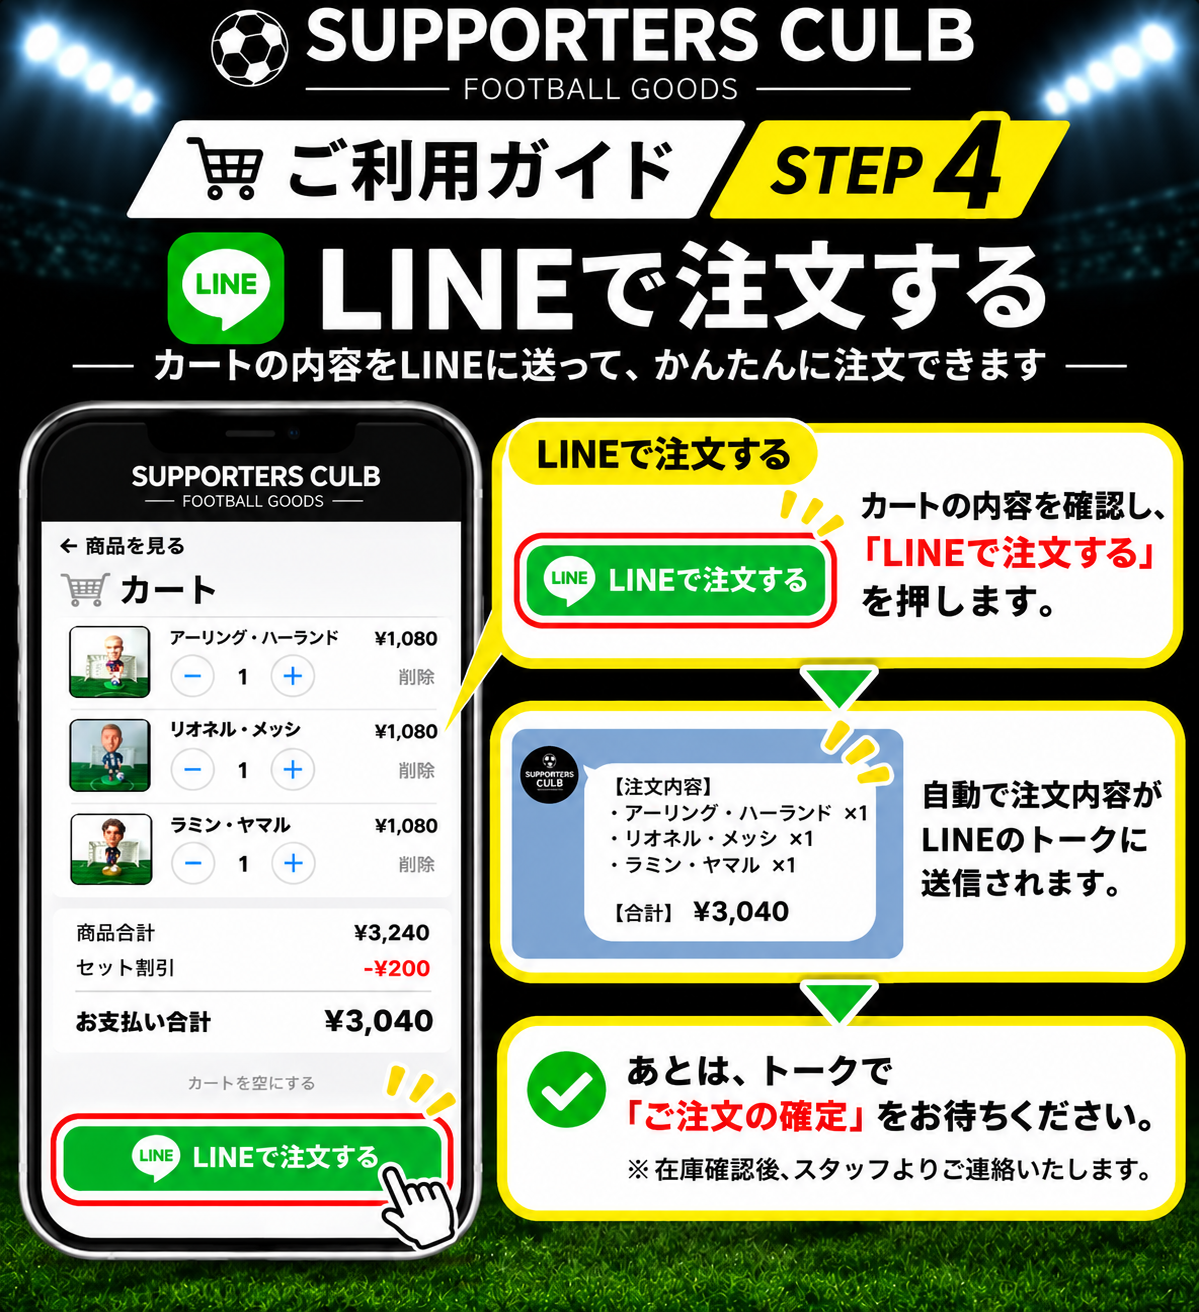 SUPPORTERS CULB
FOOTBALL GOODS
ご利用ガイド
STEP 4
LINE
LINEで注文する
カートの内容をLINEに送って、かんたんに注文できます
SUPPORTERS CULB
FOOTBALL GOODS
← 商品を見る
カート
アーリング・ハーランド ¥1,080
− 1 + 削除
リオネル・メッシ ¥1,080
− 1 + 削除
ラミン・ヤマル ¥1,080
− 1 + 削除
商品合計 ¥3,240
セット割引 -¥200
お支払い合計 ¥3,040
カートを空にする
LINE LINEで注文する
LINEで注文する
LINE LINEで注文する
カートの内容を確認し、
「LINEで注文する」
を押します。
SUPPORTERS
CULB
【注文内容】
・アーリング・ハーランド ×1
・リオネル・メッシ ×1
・ラミン・ヤマル ×1
【合計】 ¥3,040
自動で注文内容が
LINEのトークに
送信されます。
あとは、トークで
「ご注文の確定」をお待ちください。
※在庫確認後、スタッフよりご連絡いたします。